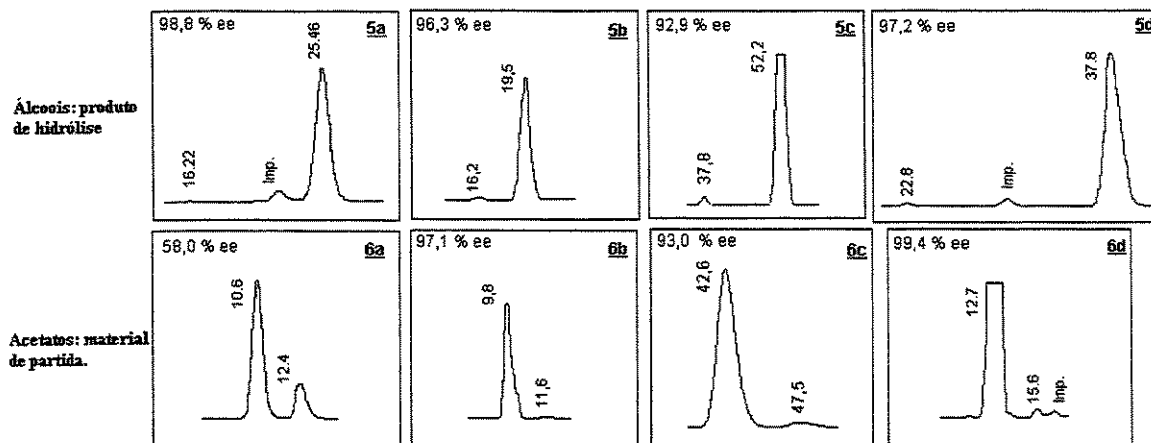 98,8 % ee 5a
16.22
Imp.
25.46
96,3 % ee 5b
16,2
19,5
92,9 % ee 5c
37,8
52,2
97,2 % ee 5d
22.8
Imp.
37.8
Álcoois: produto
de hidrólise
58,0 % ee 6a
10.6
12.4
97,1 % ee 6b
9,8
11,6
93,0 % ee 6c
42,6
47,5
99,4 % ee 6d
12.7
15.6
Imp.
Acetatos: material
de partida.